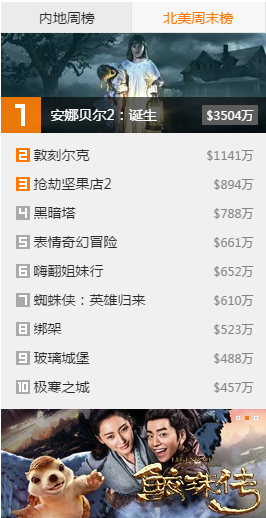 内地周榜 北美周末榜
1 安娜贝尔2：诞生 $3504万
2 敦刻尔克 $1141万
3 抢劫坚果店2 $894万
4 黑暗塔 $788万
5 表情奇幻冒险 $661万
6 嗨翻姐妹行 $652万
7 蜘蛛侠：英雄归来 $610万
8 绑架 $523万
9 玻璃城堡 $488万
10 极寒之城 $457万
鲛珠传